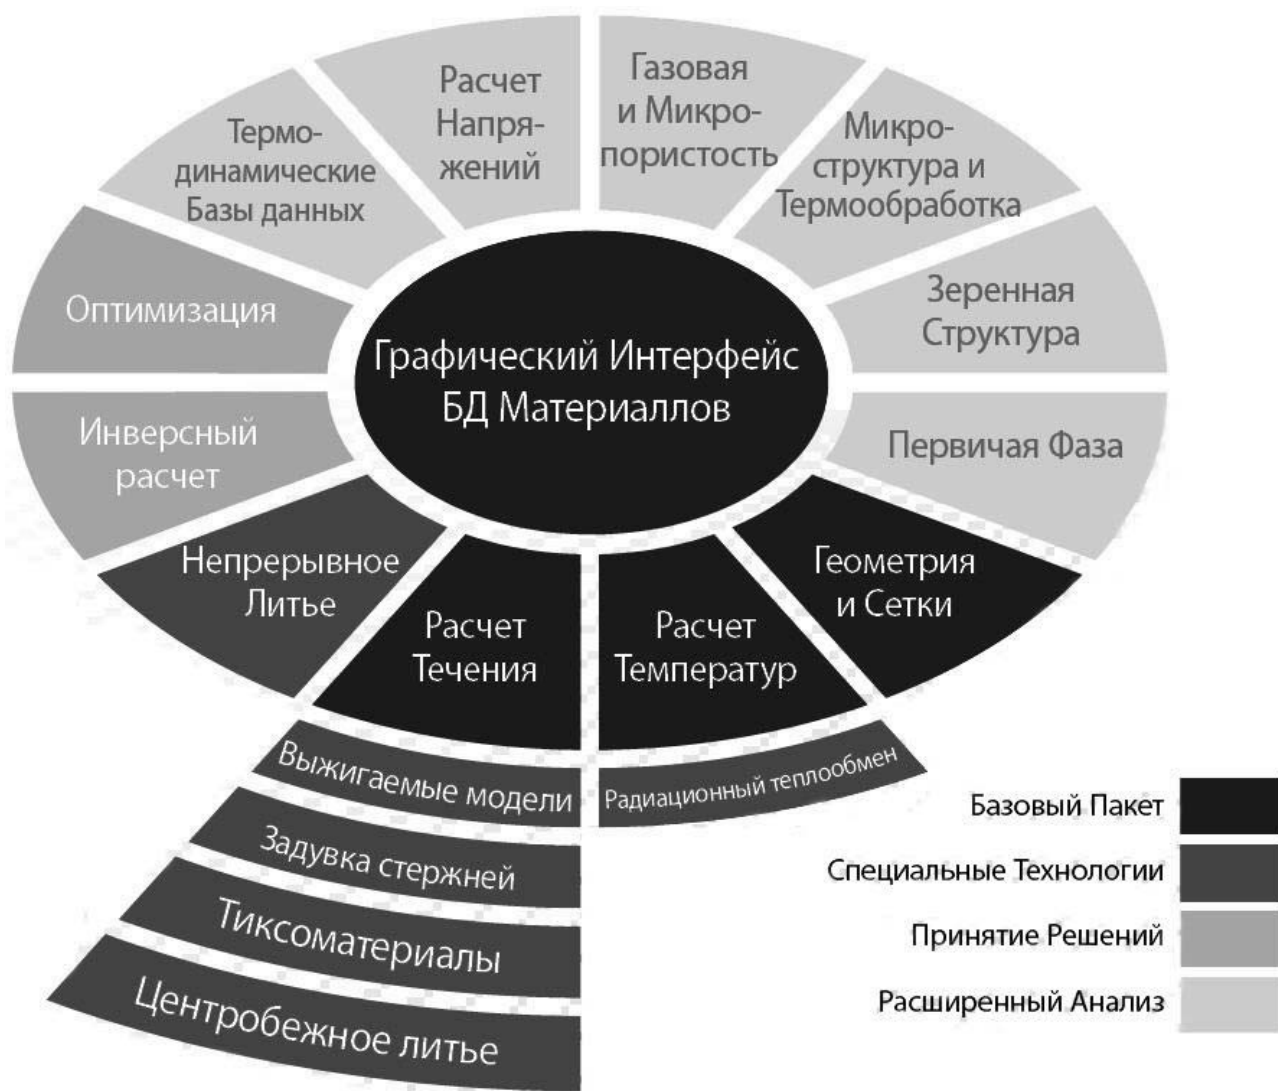 Расчет
Напря-
жений
Газовая
и Микро-
пористость
Термо-
динамические
Базы данных
Микро-
структура и
Термообработка
Оптимизация
Зеренная
Структура
Графический Интерфейс
БД Материаллов
Инверсный
расчет
Первичая Фаза
Непрерывное
Литье
Расчет
Течения
Расчет
Температур
Геометрия
и Сетки
Выжигаемые модели
Радиационный теплообмен
Задувка стержней
Тиксоматериалы
Центробежное литье
Базовый Пакет
Специальные Технологии
Принятие Решений
Расширенный Анализ